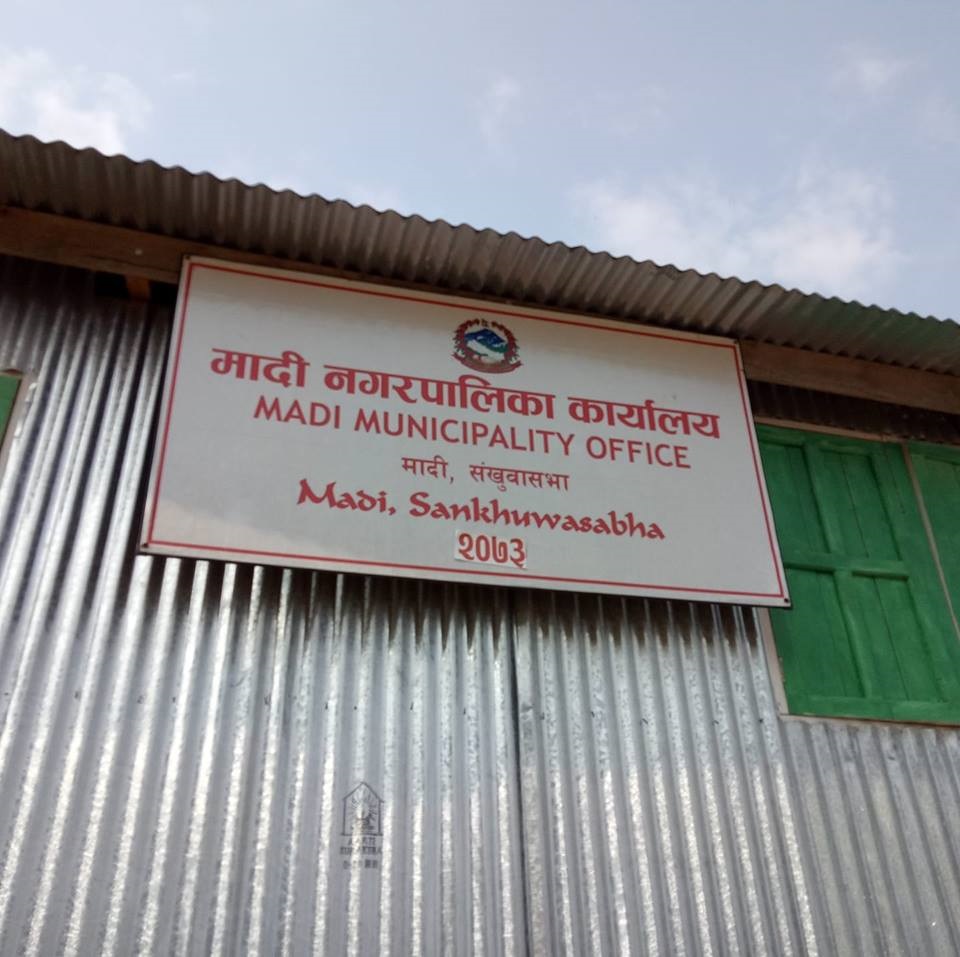 मादी नगरपालिका कार्यालय
MADI MUNICIPALITY OFFICE
मादी, संखुवासभा
Madi, Sankhuwasabha
२०७३